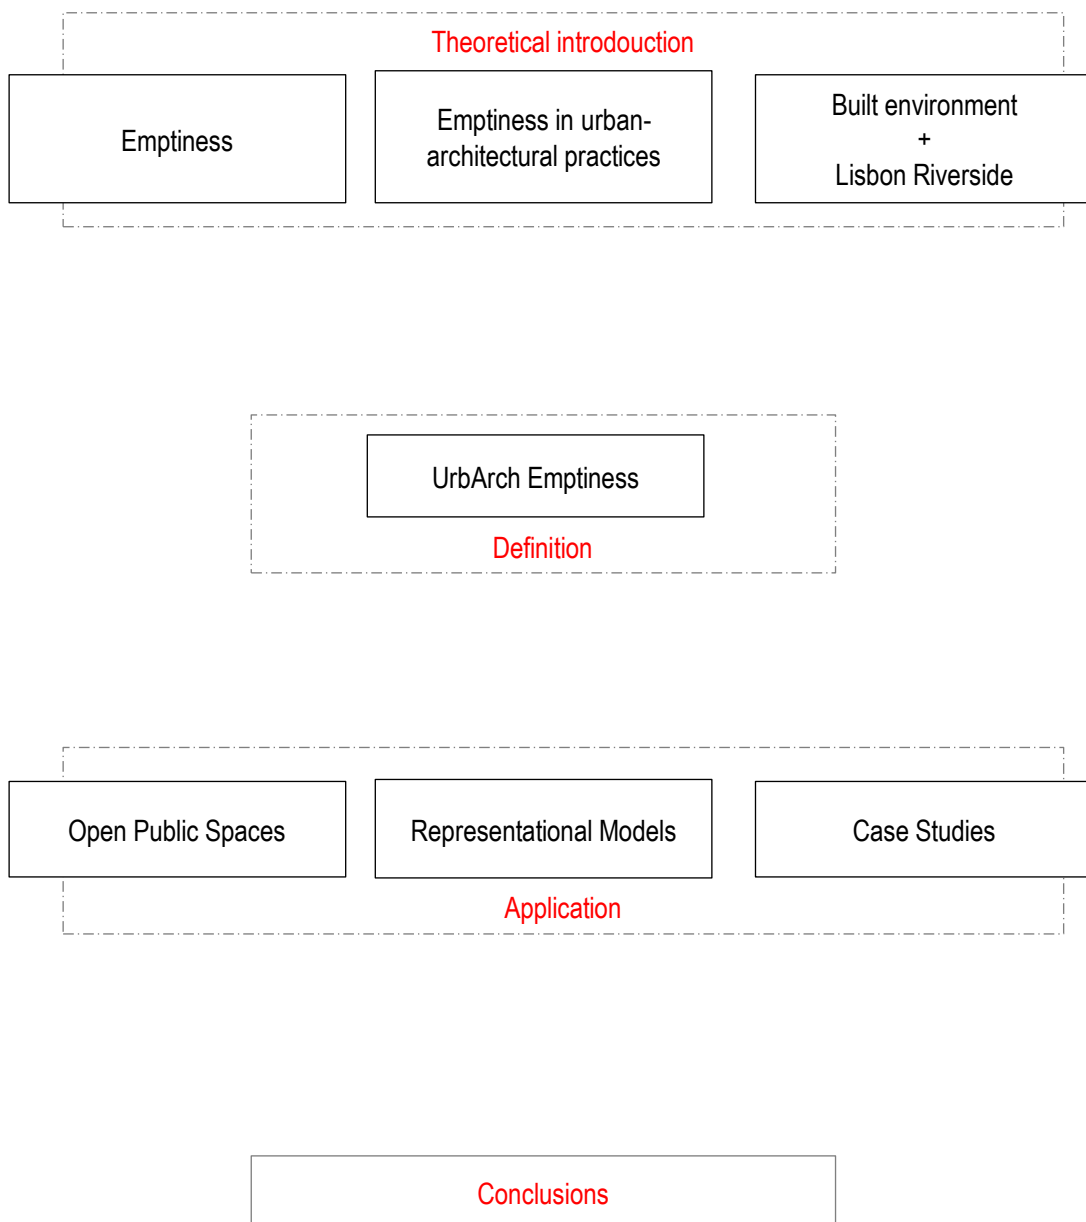 Theoretical introdouction
Emptiness
Emptiness in urban-
architectural practices
Built environment
+
Lisbon Riverside
UrbArch Emptiness
Definition
Open Public Spaces
Representational Models
Case Studies
Application
Conclusions